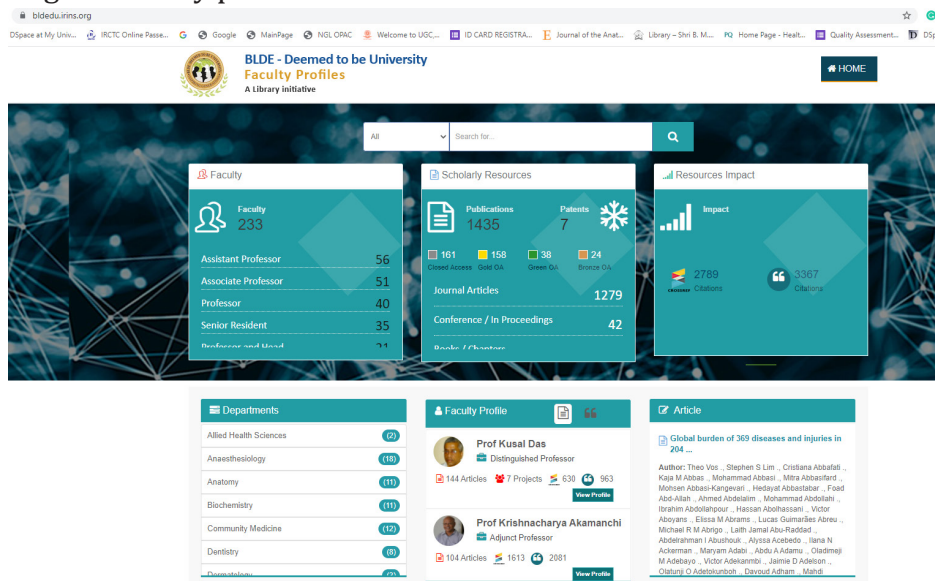 bldedu.irins.org
DSpace at My Univ... IRCTC Online Passe... Google MainPage NGL OPAC Welcome to UGC,... ID CARD REGISTRA... Journal of the Anat... Library – Shri B. M.... PQ Home Page - Healt... Quality Assessment... DSp
BLDE - Deemed to be University
Faculty Profiles
A Library initiative
HOME
All
Search for...
Faculty
Faculty
233
Assistant Professor 56
Associate Professor 51
Professor 40
Senior Resident 35
Professor and Head 21
Scholarly Resources
Publications
1435
Patents
7
161 158 38 24
Closed Access Gold OA Green OA Bronze OA
Journal Articles 1279
Conference / In Proceedings 42
Books / Chapters
Resources Impact
Impact
2789
Citations
3367
Citations
Departments
Allied Health Sciences (2)
Anaesthesiology (18)
Anatomy (11)
Biochemistry (11)
Community Medicine (12)
Dentistry (8)
Dermatology (2)
Faculty Profile
Prof Kusal Das
Distinguished Professor
144 Articles 7 Projects 630 963
View Profile
Prof Krishnacharya Akamanchi
Adjunct Professor
104 Articles 1613 2081
View Profile
Article
Global burden of 369 diseases and injuries in
204 ...
Author: Theo Vos ., Stephen S Lim ., Cristiana Abbafati .,
Kaja M Abbas ., Mohammad Abbasi ., Mitra Abbasifard .,
Mohsen Abbasi-Kangevari ., Hedayat Abbastabar ., Foad
Abd-Allah ., Ahmed Abdelalim ., Mohammad Abdollahi .,
Ibrahim Abdollahpour ., Hassan Abolhassani ., Victor
Aboyans ., Elissa M Abrams ., Lucas Guimarães Abreu .,
Michael R M Abrigo ., Laith Jamal Abu-Raddad .,
Abdelrahman I Abushouk ., Alyssa Acebedo ., Ilana N
Ackerman ., Maryam Adabi ., Abdu A Adamu ., Oladimeji
M Adebayo ., Victor Adekanmbi ., Jaimie D Adelson .,
Olatunji O Adetokunboh ., Davoud Adham ., Mahdi